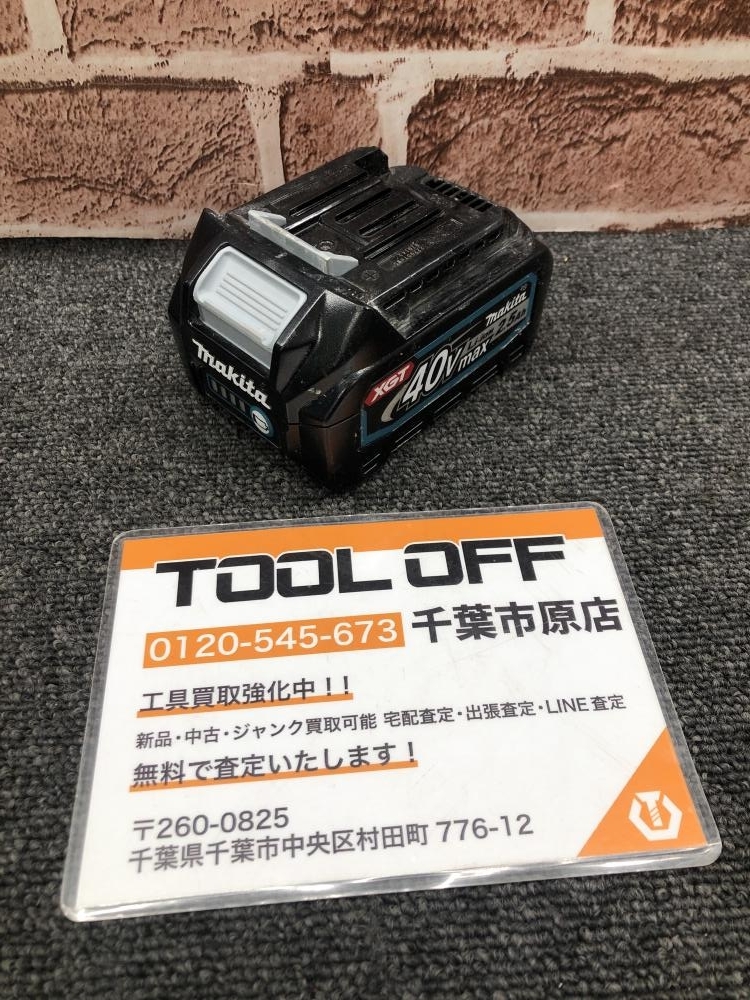 makita
XGT 40Vmax 2.5Ah
makita
TOOL OFF
0120-545-673 千葉市原店
工具買取強化中!!
新品・中古・ジャンク買取可能 宅配査定・出張査定・LINE査定
無料で査定いたします!
〒260-0825
千葉県千葉市中央区村田町 776-12